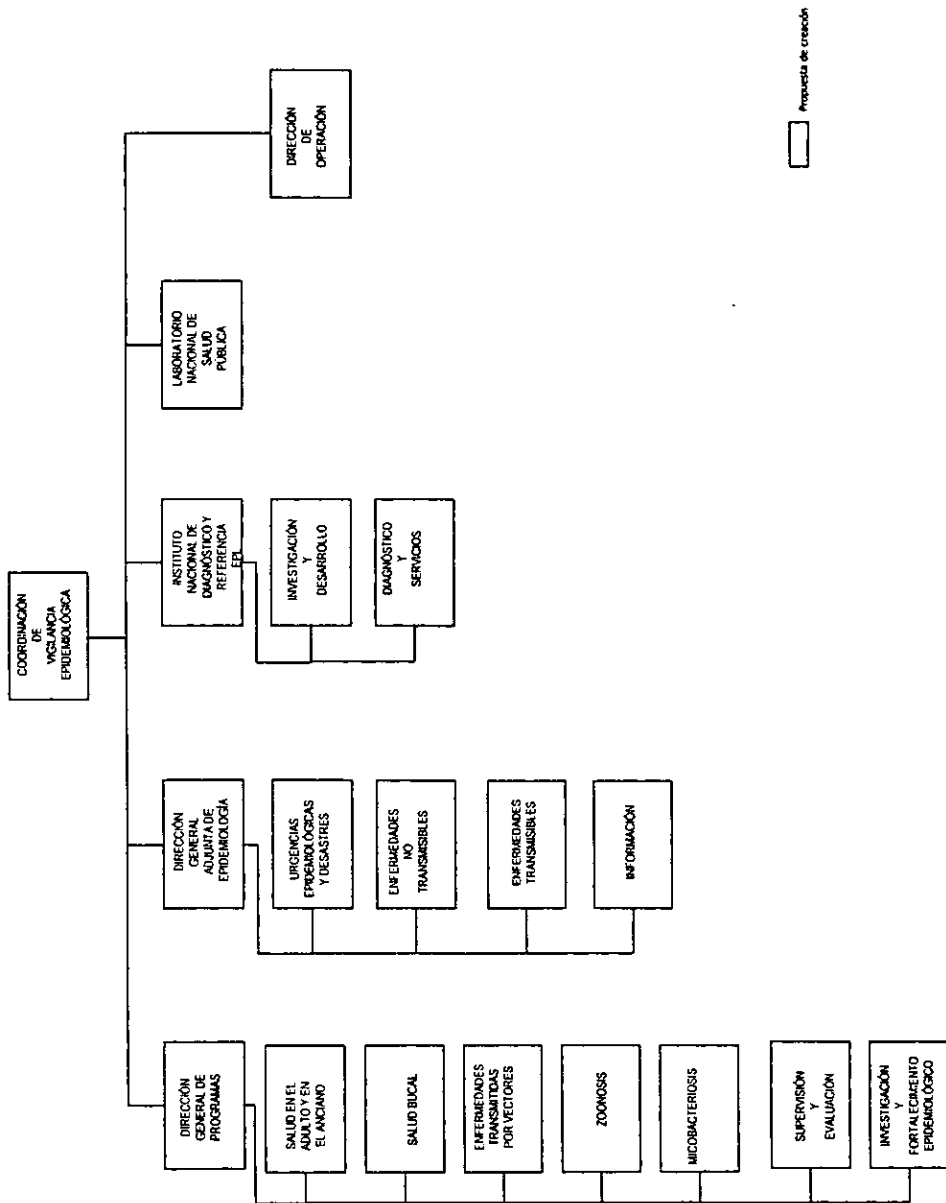 COORDINACIÓN
DE
VIGILANCIA
EPIDEMIOLÓGICA
DIRECCIÓN
GENERAL DE
PROGRAMAS
SALUD EN EL
ADULTO Y EN
EL ANCIANO
SALUD BUCAL
ENFERMEDADES
TRANSMITIDAS
POR VECTORES
ZOONOSIS
MICOBACTERIOSIS
SUPERVISIÓN
Y
EVALUACIÓN
INVESTIGACIÓN
Y
FORTALECIMIENTO
EPIDEMIOLÓGICO
DIRECCIÓN
GENERAL
ADJUNTA DE
EPIDEMIOLOGÍA
URGENCIAS
EPIDEMIOLÓGICAS
Y DESASTRES
ENFERMEDADES
NO
TRANSMISIBLES
ENFERMEDADES
TRANSMISIBLES
INFORMACIÓN
INSTITUTO
NACIONAL DE
DIAGNÓSTICO Y
REFERENCIA
EPI.
INVESTIGACIÓN
Y
DESARROLLO
DIAGNÓSTICO
Y
SERVICIOS
LABORATORIO
NACIONAL DE
SALUD
PÚBLICA
DIRECCIÓN
DE
OPERACIÓN
Propuesta de creación